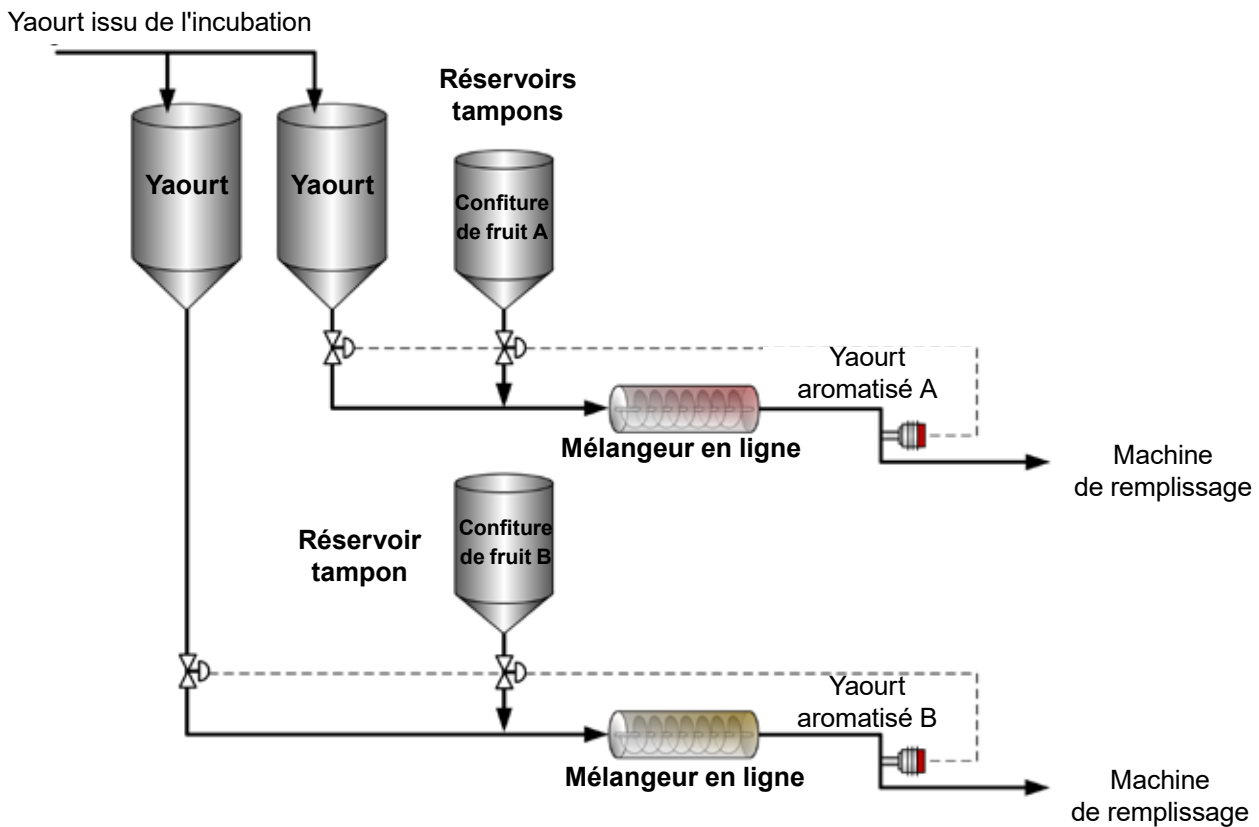 Yaourt issu de l'incubation
Réservoirs
tampons
Yaourt
Yaourt
Confiture
de fruit A
Yaourt
aromatisé A
Mélangeur en ligne
Machine
de remplissage
Réservoir
tampon
Confiture
de fruit B
Yaourt
aromatisé B
Mélangeur en ligne
Machine
de remplissage